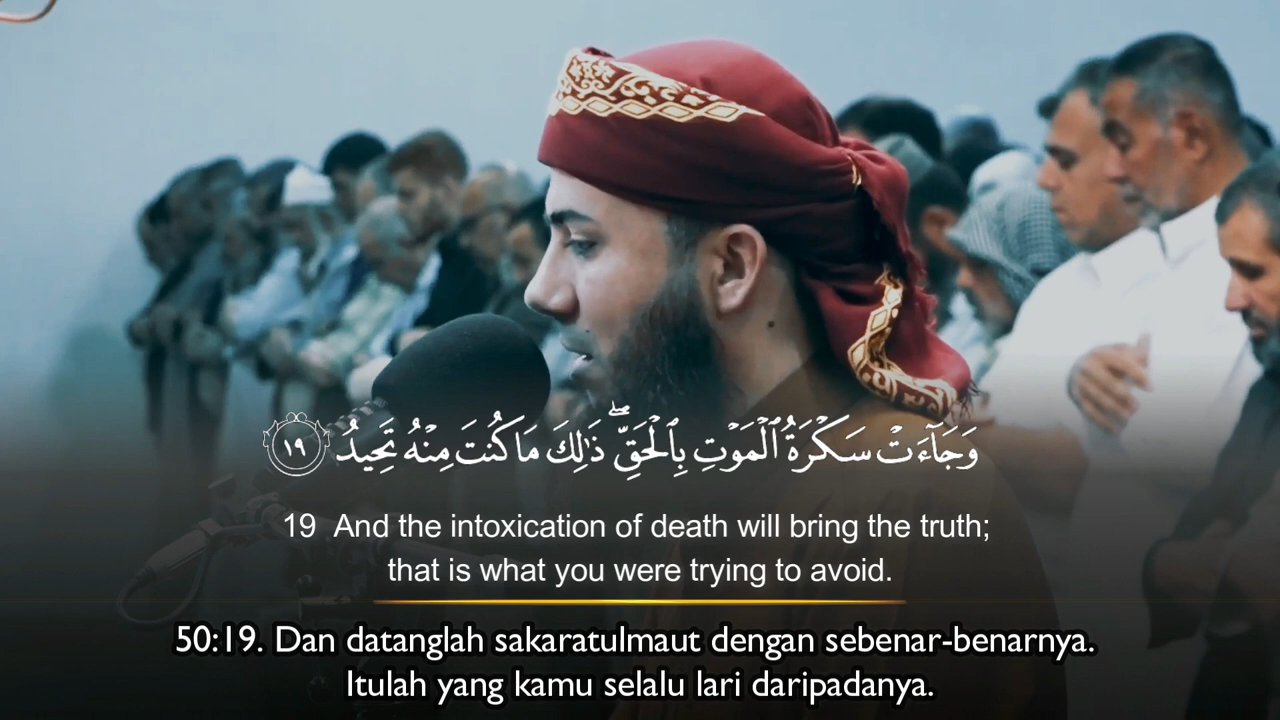 وَجَآءَتْ سَكْرَةُ ٱلْمَوْتِ بِٱلْحَقِّ ۖ ذَٰلِكَ مَا كُنتَ مِنْهُ تَحِيدُ ١٩
19 And the intoxication of death will bring the truth;
that is what you were trying to avoid.
50:19. Dan datanglah sakaratulmaut dengan sebenar-benarnya.
Itulah yang kamu selalu lari daripadanya.